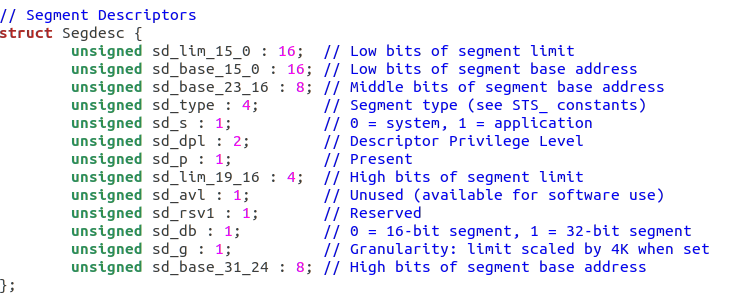 // Segment Descriptors
struct Segdesc {
        unsigned sd_lim_15_0 : 16;  // Low bits of segment limit
        unsigned sd_base_15_0 : 16; // Low bits of segment base address
        unsigned sd_base_23_16 : 8; // Middle bits of segment base address
        unsigned sd_type : 4;       // Segment type (see STS_ constants)
        unsigned sd_s : 1;          // 0 = system, 1 = application
        unsigned sd_dpl : 2;        // Descriptor Privilege Level
        unsigned sd_p : 1;          // Present
        unsigned sd_lim_19_16 : 4;  // High bits of segment limit
        unsigned sd_avl : 1;        // Unused (available for software use)
        unsigned sd_rsv1 : 1;       // Reserved
        unsigned sd_db : 1;         // 0 = 16-bit segment, 1 = 32-bit segment
        unsigned sd_g : 1;          // Granularity: limit scaled by 4K when set
        unsigned sd_base_31_24 : 8; // High bits of segment base address
};